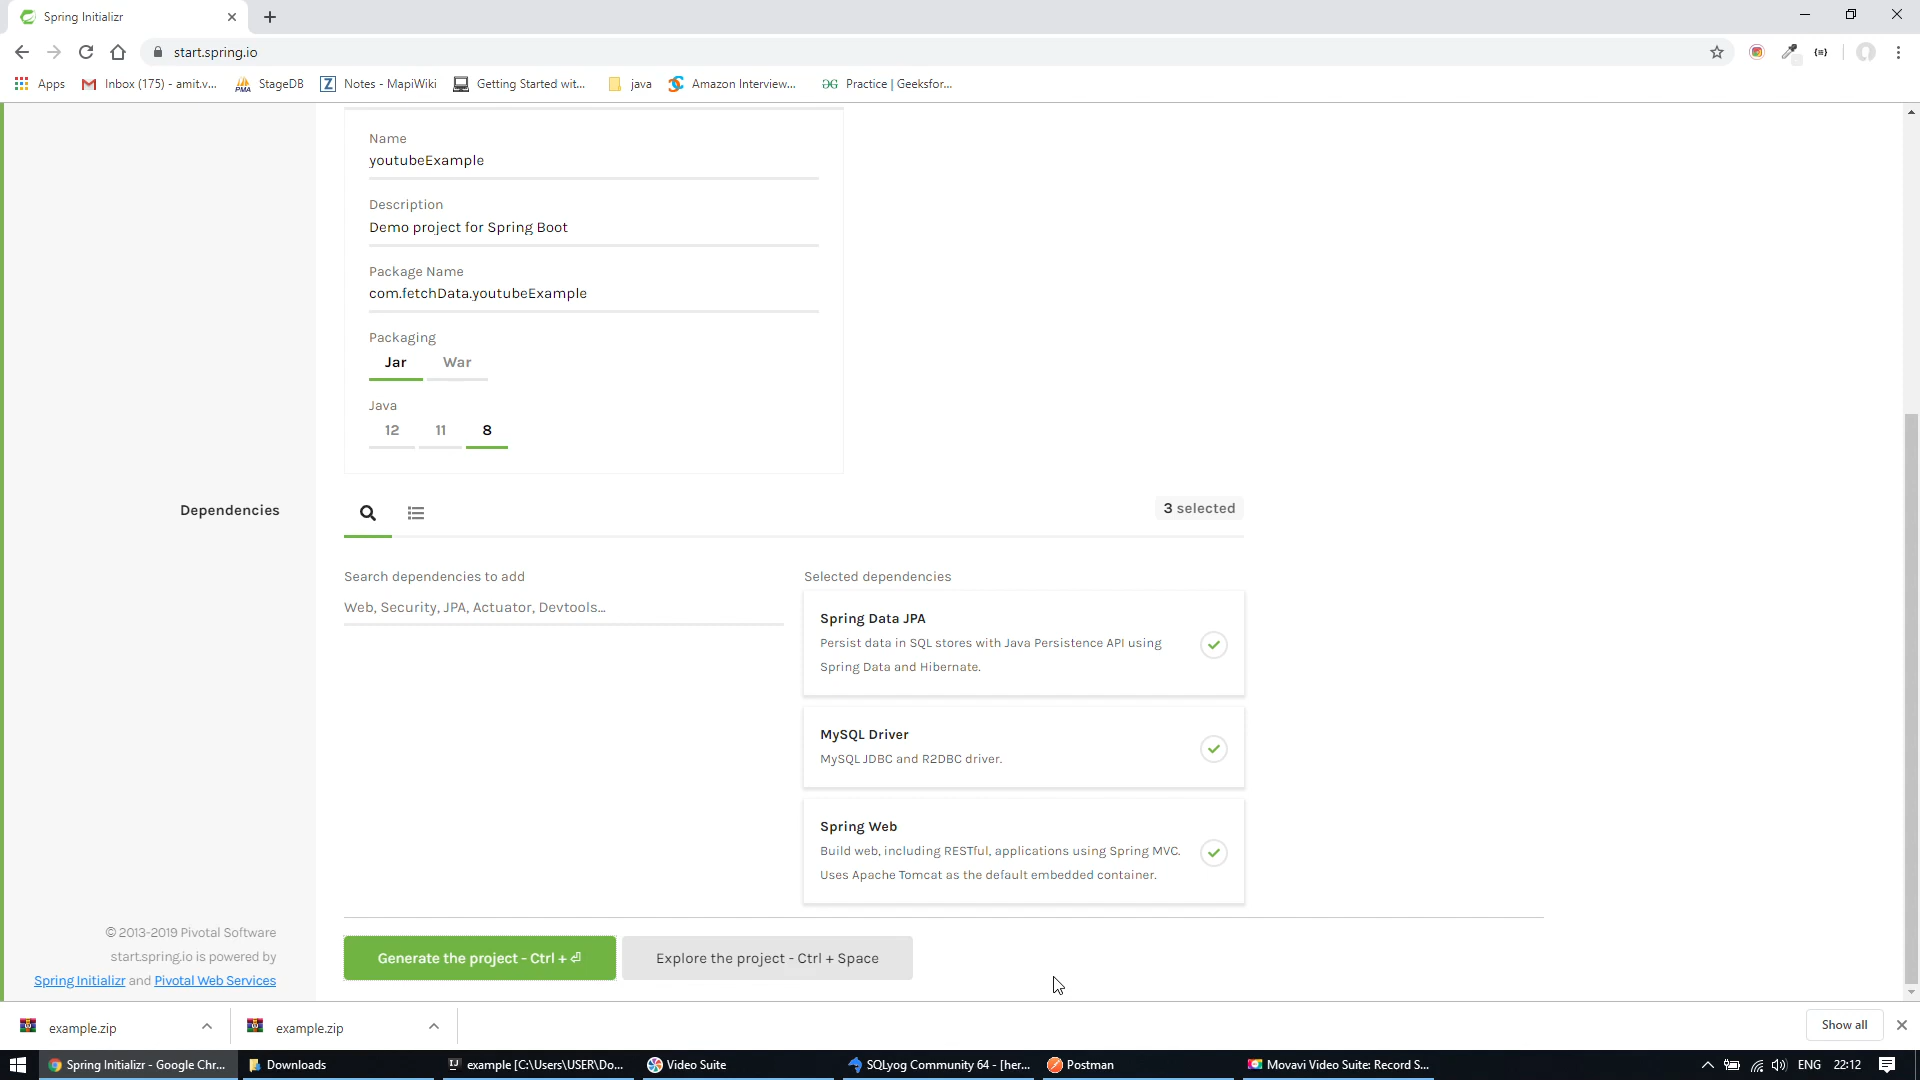 Spring Initializr
start.spring.io
Apps
Inbox (175) - amit.v...
StageDB
Notes - MapiWiki
Getting Started wit...
java
Amazon Interview...
Practice | Geeksfor...
Name
youtubeExample
Description
Demo project for Spring Boot
Package Name
com.fetchData.youtubeExample
Packaging
Jar War
Java
12 11 8
Dependencies
3 selected
Search dependencies to add
Web, Security, JPA, Actuator, Devtools...
Selected dependencies
Spring Data JPA
Persist data in SQL stores with Java Persistence API using
Spring Data and Hibernate.
MySQL Driver
MySQL JDBC and R2DBC driver.
Spring Web
Build web, including RESTful, applications using Spring MVC.
Uses Apache Tomcat as the default embedded container.
© 2013-2019 Pivotal Software
start.spring.io is powered by
Spring Initializr and Pivotal Web Services
Generate the project - Ctrl + ⏎
Explore the project - Ctrl + Space
example.zip
example.zip
Show all
Spring Initializr - Google Chr...
Downloads
example [C:\Users\USER\Do...
Video Suite
SQLyog Community 64 - [her...
Postman
Movavi Video Suite: Record S...
ENG
22:12